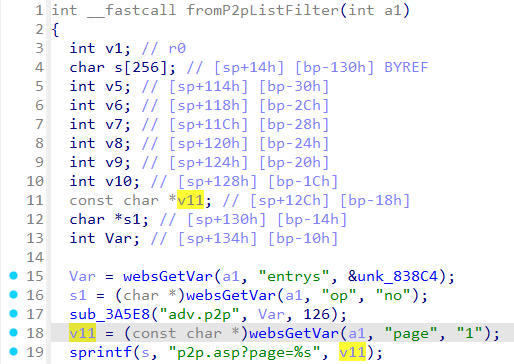 1 int __fastcall fromP2pListFilter(int a1)
2 {
3 int v1; // r0
4 char s[256]; // [sp+14h] [bp-130h] BYREF
5 int v5; // [sp+114h] [bp-30h]
6 int v6; // [sp+118h] [bp-2Ch]
7 int v7; // [sp+11Ch] [bp-28h]
8 int v8; // [sp+120h] [bp-24h]
9 int v9; // [sp+124h] [bp-20h]
10 int v10; // [sp+128h] [bp-1Ch]
11 const char *v11; // [sp+12Ch] [bp-18h]
12 char *s1; // [sp+130h] [bp-14h]
13 int Var; // [sp+134h] [bp-10h]
14
15 Var = websGetVar(a1, "entrys", &unk_838C4);
16 s1 = (char *)websGetVar(a1, "op", "no");
17 sub_3A5E8("adv.p2p", Var, 126);
18 v11 = (const char *)websGetVar(a1, "page", "1");
19 sprintf(s, "p2p.asp?page=%s", v11);